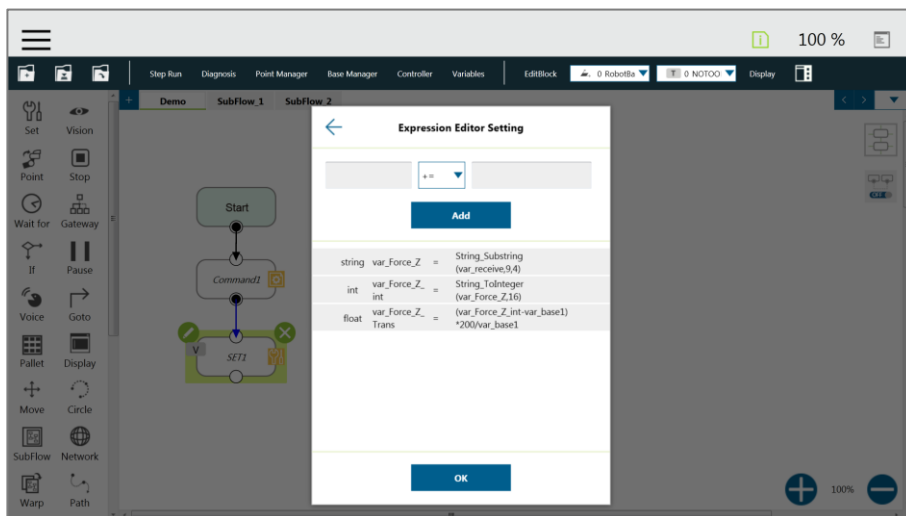 100 %
Step Run Diagnosis Point Manager Base Manager Controller Variables EditBlock 0 RobotBa T 0 NOTOO Display
+ Demo SubFlow_1 SubFlow_2
Set Vision
Point Stop
Wait for Gateway
If Pause
Voice Goto
Pallet Display
Move Circle
SubFlow Network
Warp Path
Start
Command1
V SET1
Expression Editor Setting
+=
Add
string var_Force_Z = String_Substring
(var_receive,9,4)
int var_Force_Z_
int = String_ToInteger
(var_Force_Z,16)
float var_Force_Z_
Trans = (var_Force_Z_int-var_base1)
*200/var_base1
OK
OFF
100%